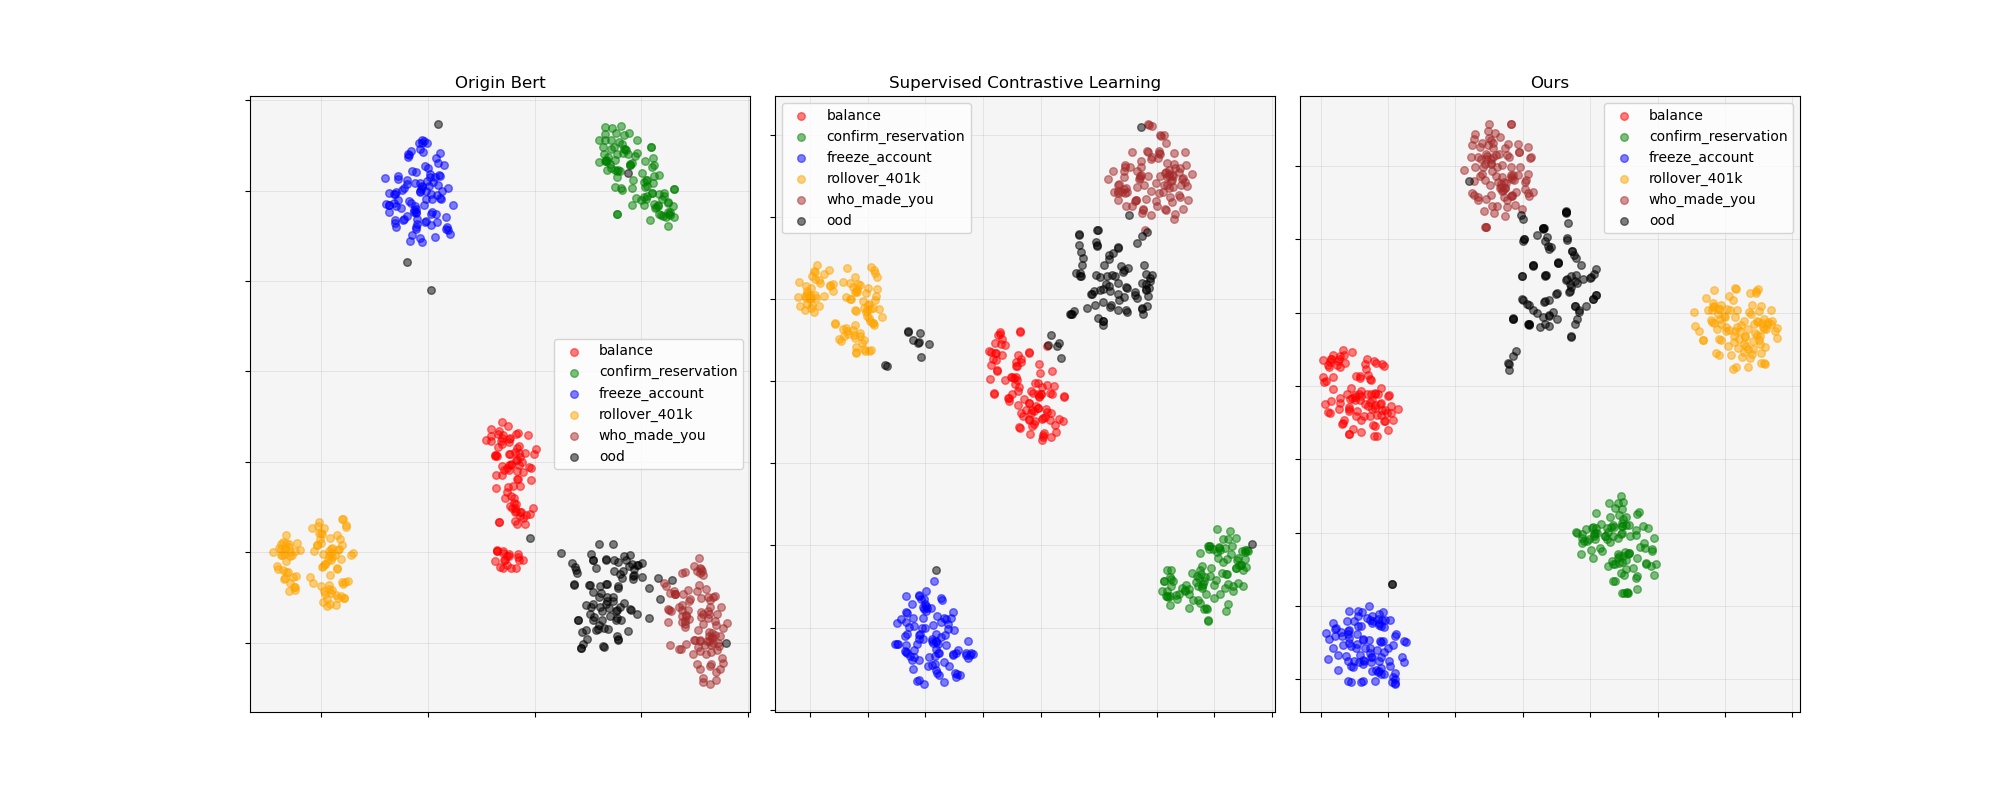 Origin Bert
balance
confirm_reservation
freeze_account
rollover_401k
who_made_you
ood
Supervised Contrastive Learning
balance
confirm_reservation
freeze_account
rollover_401k
who_made_you
ood
Ours
balance
confirm_reservation
freeze_account
rollover_401k
who_made_you
ood